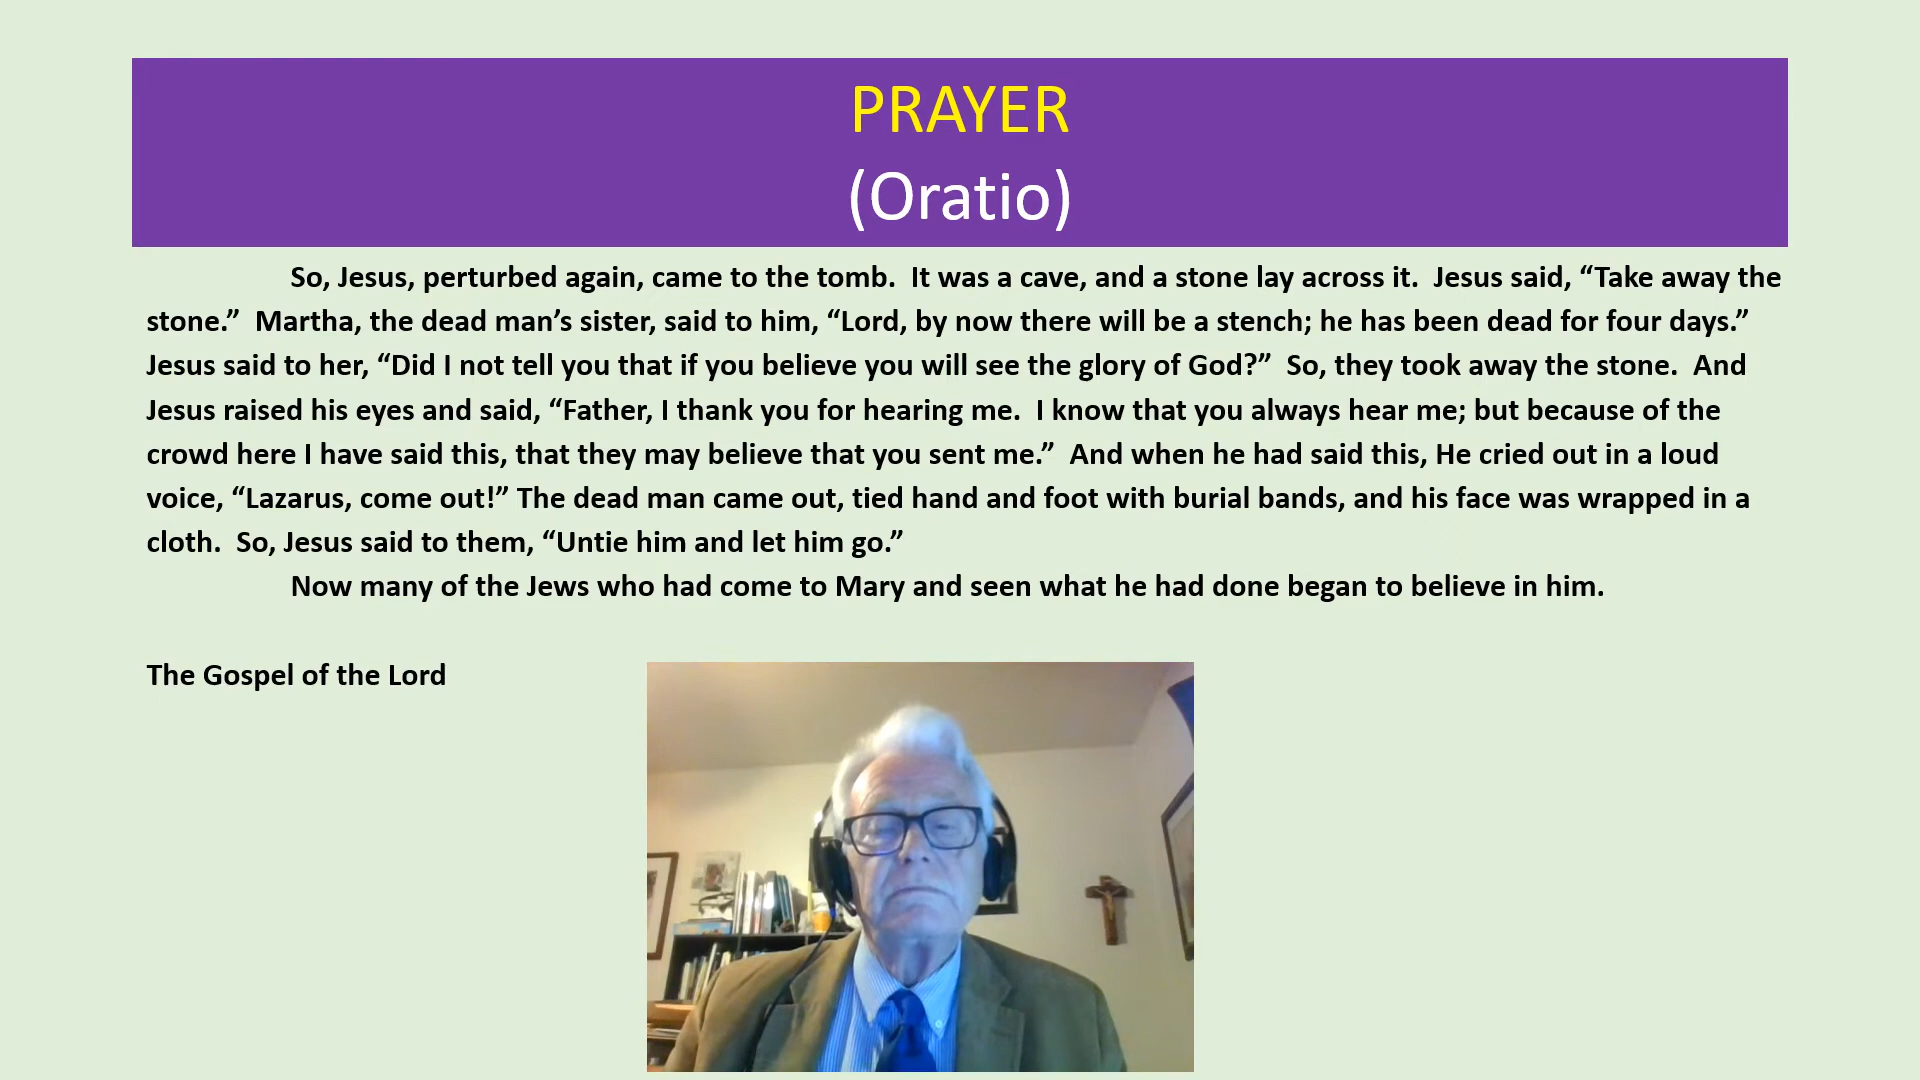 PRAYER
(Oratio)
So, Jesus, perturbed again, came to the tomb.  It was a cave, and a stone lay across it.  Jesus said, “Take away the
stone.”  Martha, the dead man’s sister, said to him, “Lord, by now there will be a stench; he has been dead for four days.”
Jesus said to her, “Did I not tell you that if you believe you will see the glory of God?”  So, they took away the stone.  And
Jesus raised his eyes and said, “Father, I thank you for hearing me.  I know that you always hear me; but because of the
crowd here I have said this, that they may believe that you sent me.”  And when he had said this, He cried out in a loud
voice, “Lazarus, come out!” The dead man came out, tied hand and foot with burial bands, and his face was wrapped in a
cloth.  So, Jesus said to them, “Untie him and let him go.”
Now many of the Jews who had come to Mary and seen what he had done began to believe in him.
The Gospel of the Lord